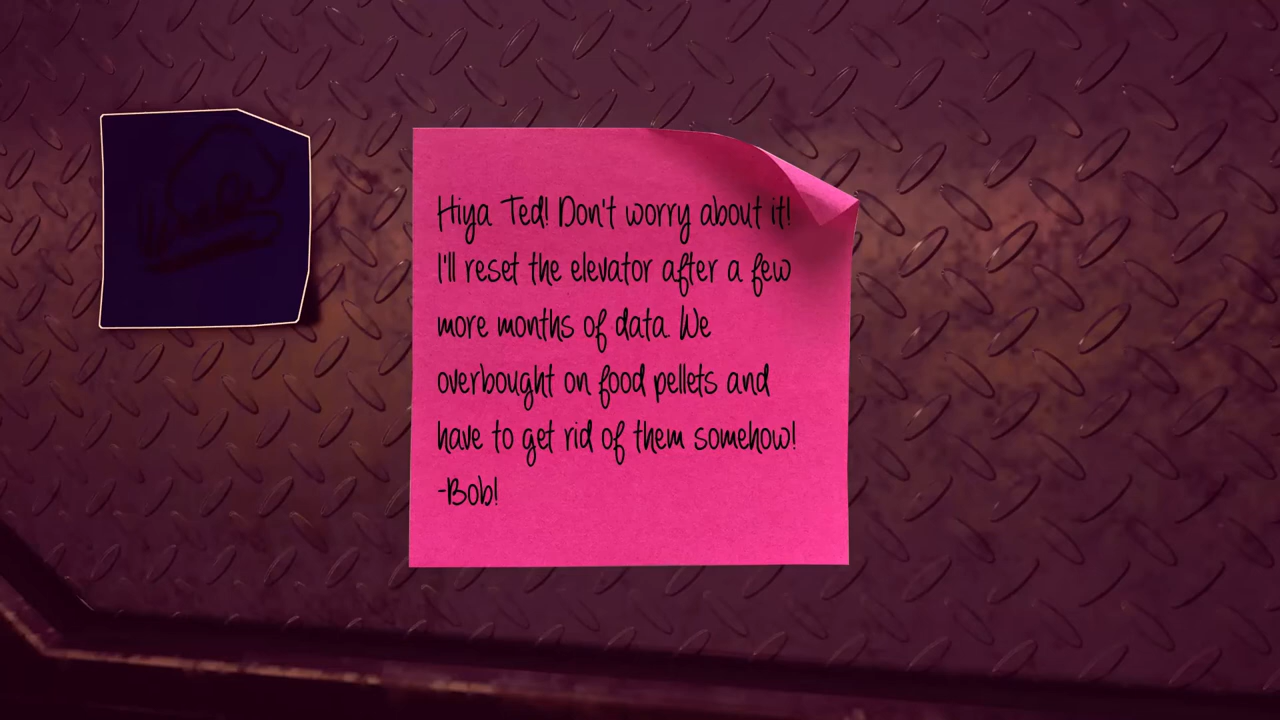 Hiya Ted! Don't worry about it!
I'll reset the elevator after a few
more months of data. We
overbought on food pellets and
have to get rid of them somehow!
-Bob!